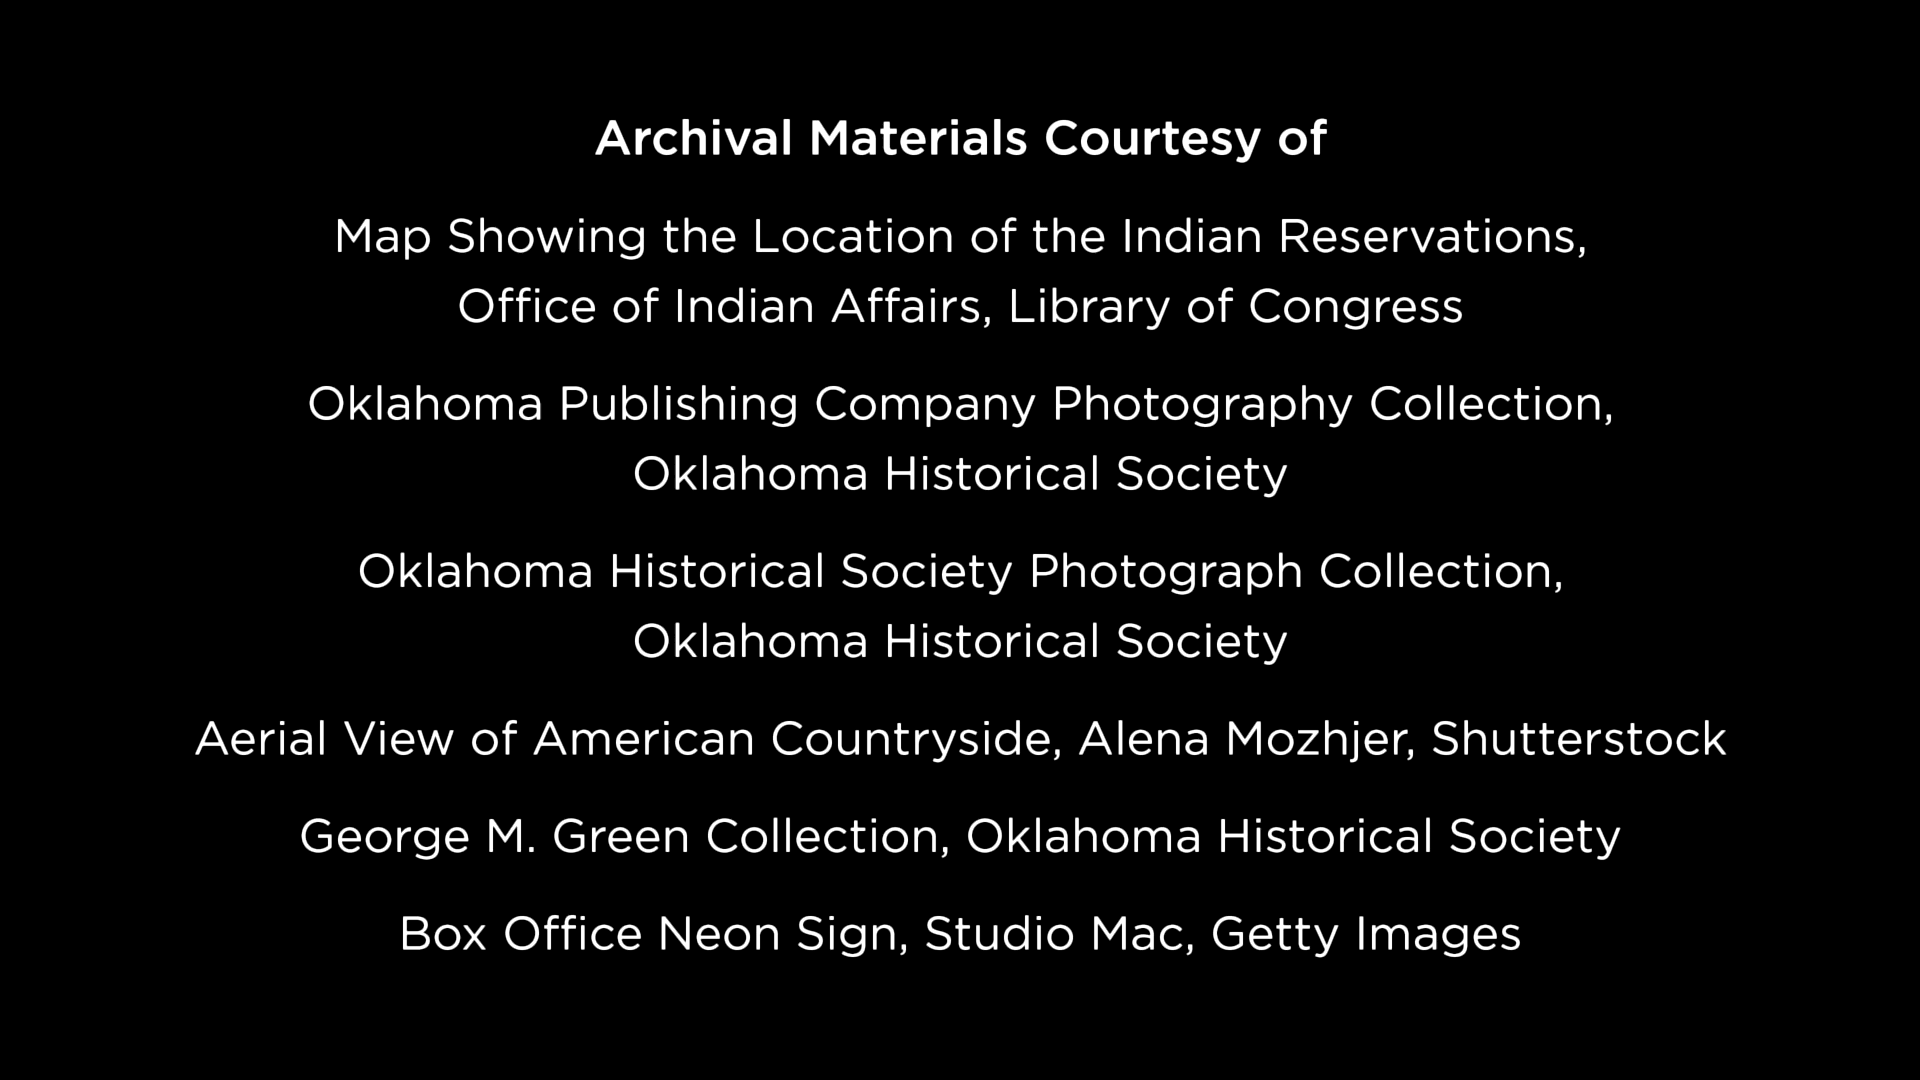 Archival Materials Courtesy of
Map Showing the Location of the Indian Reservations,
Office of Indian Affairs, Library of Congress
Oklahoma Publishing Company Photography Collection,
Oklahoma Historical Society
Oklahoma Historical Society Photograph Collection,
Oklahoma Historical Society
Aerial View of American Countryside, Alena Mozhjer, Shutterstock
George M. Green Collection, Oklahoma Historical Society
Box Office Neon Sign, Studio Mac, Getty Images